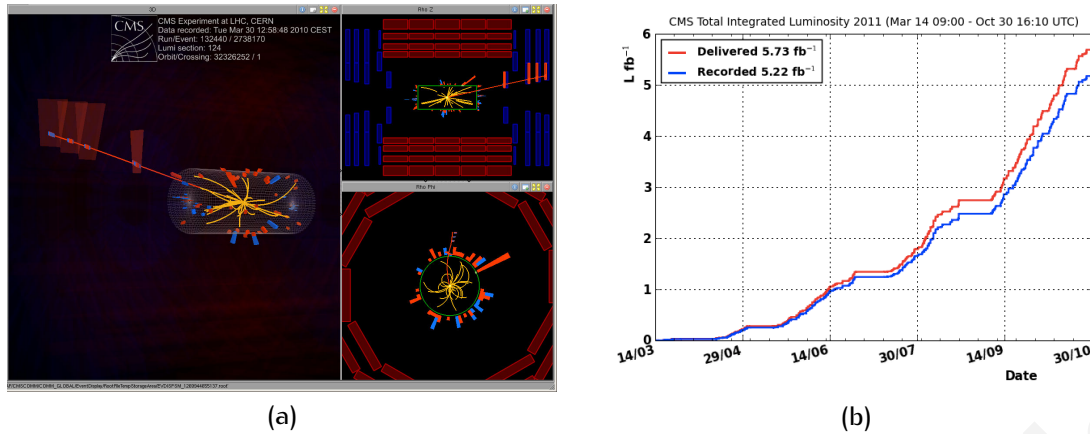 3D
CMS Experiment at LHC, CERN
Data recorded: Tue Mar 30 12:58:48 2010 CEST
Run/Event: 132440 / 2738170
Lumi section: 124
Orbit/Crossing: 32326252 / 1
CMS
Rho Z
Rho Phi
(a)
CMS Total Integrated Luminosity 2011 (Mar 14 09:00 - Oct 30 16:10 UTC)
L fb⁻¹
Delivered 5.73 fb⁻¹
Recorded 5.22 fb⁻¹
6
5
4
3
2
1
0
14/03 29/04 14/06 30/07 14/09 30/10
Date
(b)